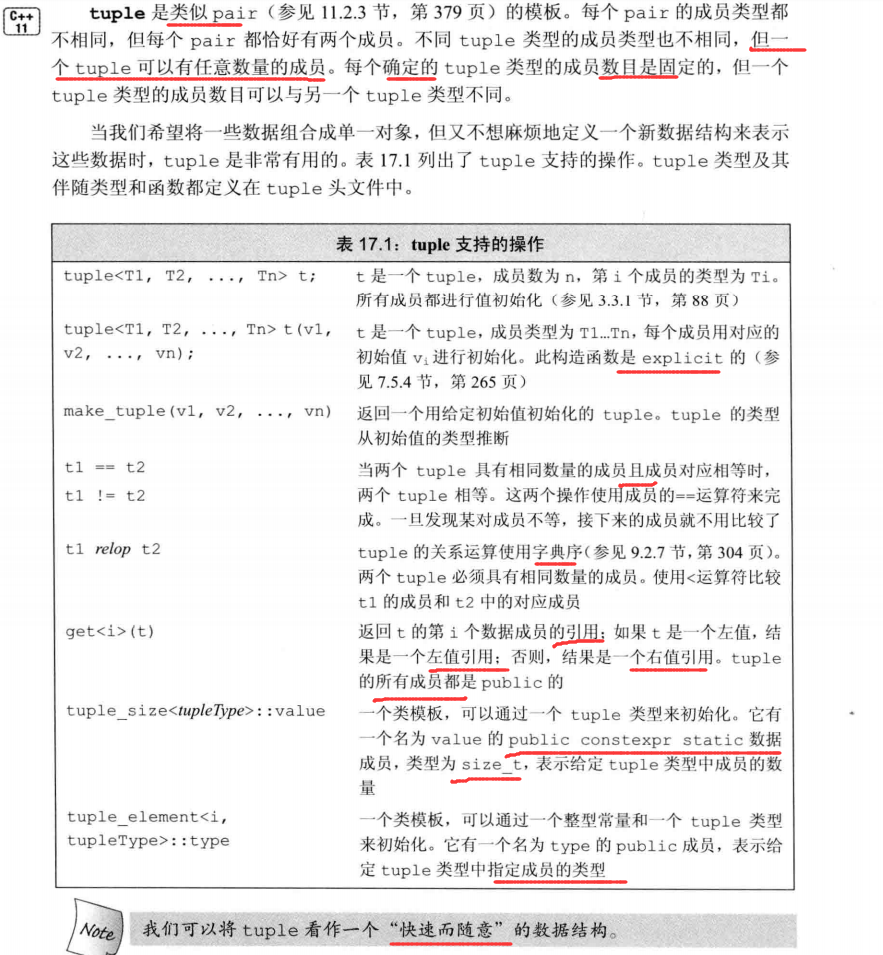 C++
11
tuple 是类似 pair（参见 11.2.3 节，第 379 页）的模板。每个 pair 的成员类型都
不相同，但每个 pair 都恰好有两个成员。不同 tuple 类型的成员类型也不相同，但一
个 tuple 可以有任意数量的成员。每个确定的 tuple 类型的成员数目是固定的，但一个
tuple 类型的成员数目可以与另一个 tuple 类型不同。
当我们希望将一些数据组合成单一对象，但又不想麻烦地定义一个新数据结构来表示
这些数据时，tuple 是非常有用的。表 17.1 列出了 tuple 支持的操作。tuple 类型及其
伴随类型和函数都定义在 tuple 头文件中。
表 17.1：tuple 支持的操作
tuple<T1, T2, ..., Tn> t;
t 是一个 tuple，成员数为 n，第 i 个成员的类型为 Ti。
所有成员都进行值初始化（参见 3.3.1 节，第 88 页）
tuple<T1, T2, ..., Tn> t(v1,
v2, ..., vn);
t 是一个 tuple，成员类型为 T1…Tn，每个成员用对应的
初始值 vi 进行初始化。此构造函数是 explicit 的（参
见 7.5.4 节，第 265 页）
make_tuple(v1, v2, ..., vn)
返回一个用给定初始值初始化的 tuple。tuple 的类型
从初始值的类型推断
t1 == t2
t1 != t2
当两个 tuple 具有相同数量的成员且成员对应相等时，
两个 tuple 相等。这两个操作使用成员的==运算符来完
成。一旦发现某对成员不等，接下来的成员就不用比较了
t1 relop t2
tuple 的关系运算使用字典序（参见 9.2.7 节，第 304 页）。
两个 tuple 必须具有相同数量的成员。使用<运算符比较
t1 的成员和 t2 中的对应成员
get<i>(t)
返回 t 的第 i 个数据成员的引用；如果 t 是一个左值，结
果是一个左值引用；否则，结果是一个右值引用。tuple
的所有成员都是 public 的
tuple_size<tupleType>::value
一个类模板，可以通过一个 tuple 类型来初始化。它有
一个名为 value 的 public constexpr static 数据
成员，类型为 size_t，表示给定 tuple 类型中成员的数
量
tuple_element<i,
tupleType>::type
一个类模板，可以通过一个整型常量和一个 tuple 类型
来初始化。它有一个名为 type 的 public 成员，表示给
定 tuple 类型中指定成员的类型
Note
我们可以将 tuple 看作一个“快速而随意”的数据结构。